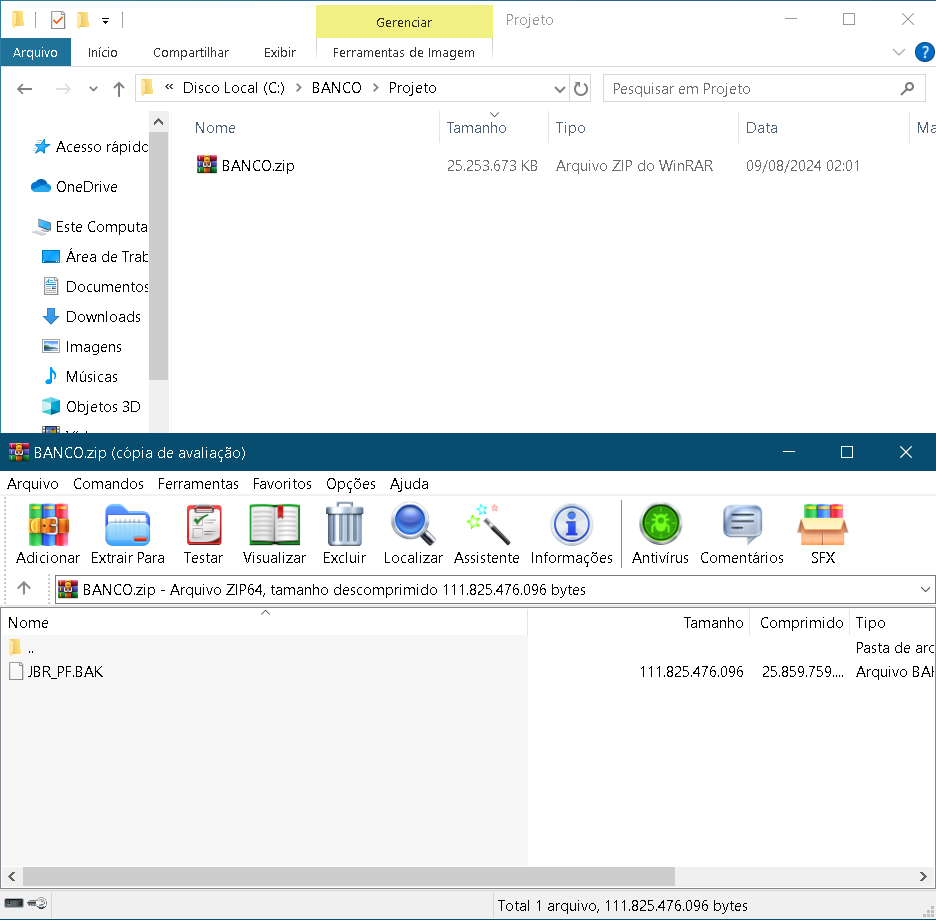 Gerenciar
Projeto
Arquivo Início Compartilhar Exibir Ferramentas de Imagem
« Disco Local (C:) > BANCO > Projeto
Pesquisar em Projeto
Nome Tamanho Tipo Data Ma
Acesso rápido
BANCO.zip 25.253.673 KB Arquivo ZIP do WinRAR 09/08/2024 02:01
OneDrive
Este Computa
Área de Trab
Documentos
Downloads
Imagens
Músicas
Objetos 3D
BANCO.zip (cópia de avaliação)
Arquivo Comandos Ferramentas Favoritos Opções Ajuda
Adicionar Extrair Para Testar Visualizar Excluir Localizar Assistente Informações Antivírus Comentários SFX
BANCO.zip - Arquivo ZIP64, tamanho descomprimido 111.825.476.096 bytes
Nome Tamanho Comprimido Tipo
.. Pasta de arc
JBR_PF.BAK 111.825.476.096 25.859.759.... Arquivo BAK
Total 1 arquivo, 111.825.476.096 bytes